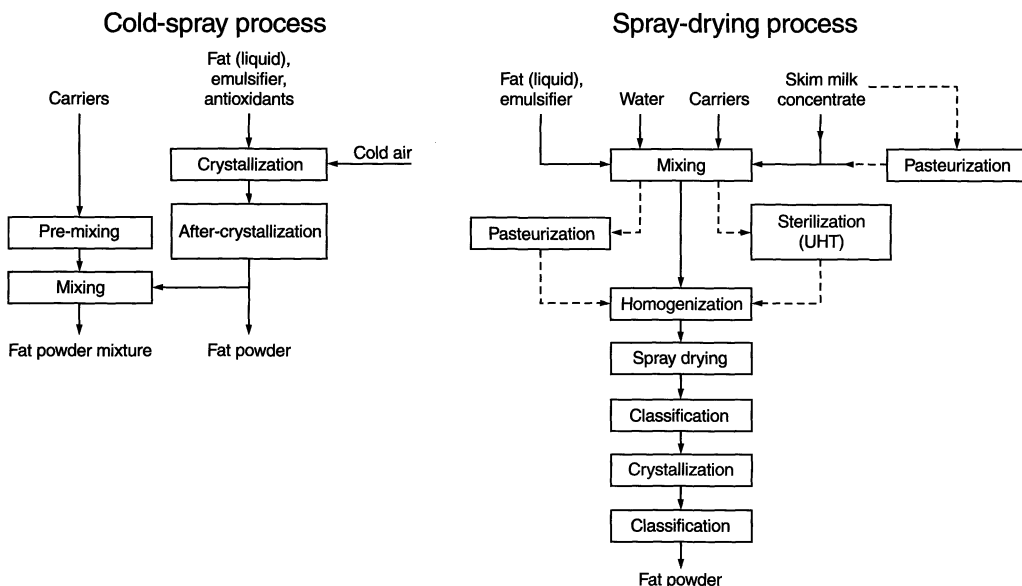 Cold-spray process
Fat (liquid),
emulsifier,
antioxidants
Carriers
Cold air
Crystallization
Pre-mixing
After-crystallization
Mixing
Fat powder mixture
Fat powder
Spray-drying process
Fat (liquid),
emulsifier
Water
Carriers
Skim milk
concentrate
Mixing
Pasteurization
Pasteurization
Sterilization
(UHT)
Homogenization
Spray drying
Classification
Crystallization
Classification
Fat powder